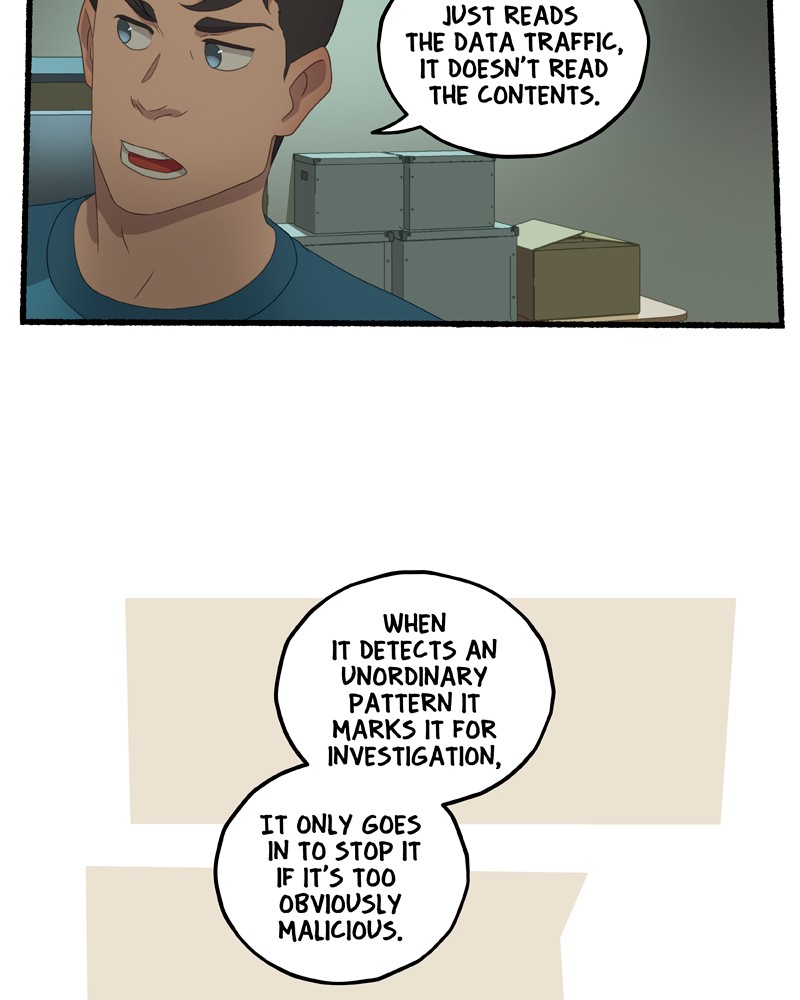 JUST READS
THE DATA TRAFFIC,
IT DOESN'T READ
THE CONTENTS.
WHEN
IT DETECTS AN
UNORDINARY
PATTERN IT
MARKS IT FOR
INVESTIGATION,
IT ONLY GOES
IN TO STOP IT
IF IT'S TOO
OBVIOUSLY
MALICIOUS.